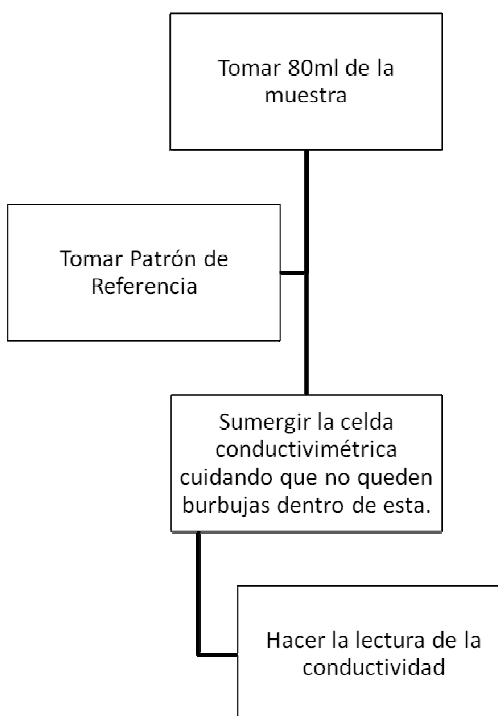 Tomar 80ml de la
muestra
Tomar Patrón de
Referencia
Sumergir la celda
conductivimétrica
cuidando que no queden
burbujas dentro de esta.
Hacer la lectura de la
conductividad